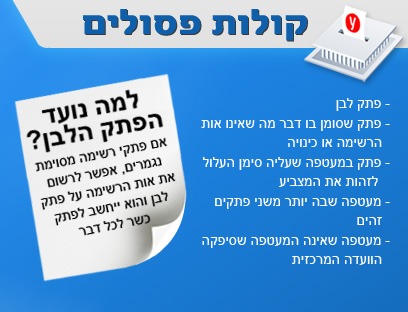 קולות פסולים
y
- פתק לבן
- פתק שסומן בו דבר מה שאינו אות
הרשימה או כינויה
- פתק במעטפה שעליה סימן העלול
לזהות את המצביע
- מעטפה שבה יותר משני פתקים
זהים
- מעטפה שאינה המעטפה שסיפקה
הוועדה המרכזית
למה נועד
הפתק הלבן?
אם פתקי רשימה מסוימת
נגמרים, אפשר לרשום
את אות הרשימה על פתק
לבן והוא ייחשב לפתק
כשר לכל דבר